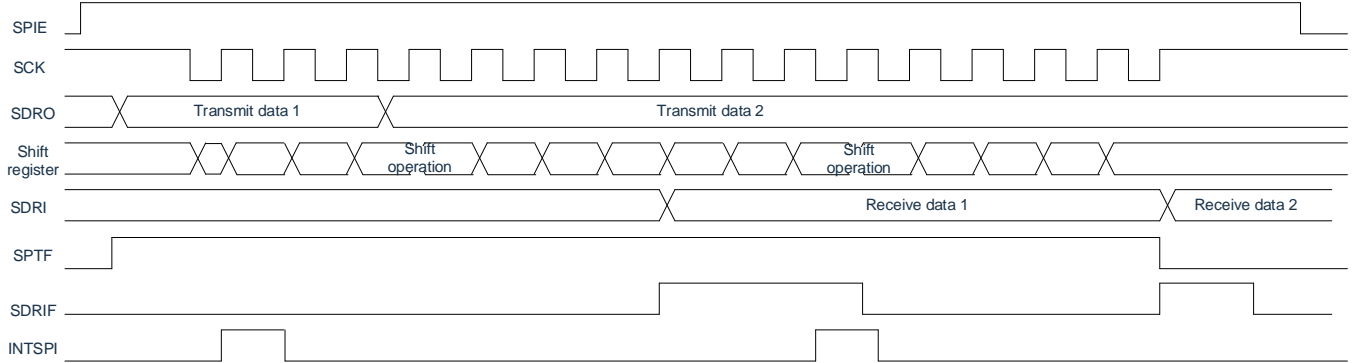 SPIE
SCK
SDRO
Transmit data 1
Transmit data 2
Shift
register
Shift
operation
Shift
operation
SDRI
Receive data 1
Receive data 2
SPTF
SDRIF
INTSPI